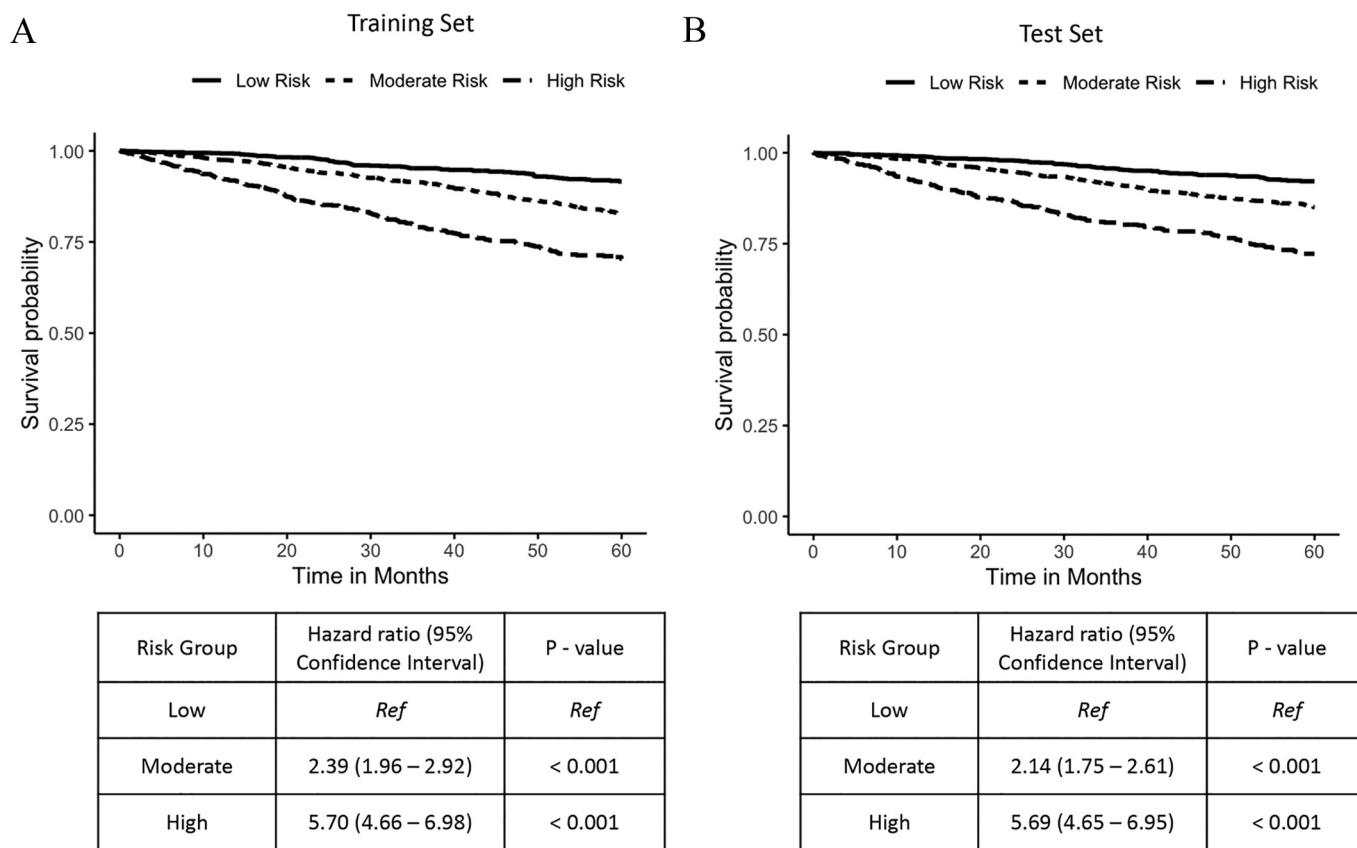 A
Training Set
Low Risk Moderate Risk High Risk
1.00
0.75
0.50
0.25
0.00
Survival probability
0 10 20 30 40 50 60
Time in Months
Risk Group
Hazard ratio (95%
Confidence Interval)
P - value
Low Ref Ref
Moderate 2.39 (1.96 – 2.92) < 0.001
High 5.70 (4.66 – 6.98) < 0.001
B
Test Set
Low Risk Moderate Risk High Risk
1.00
0.75
0.50
0.25
0.00
Survival probability
0 10 20 30 40 50 60
Time in Months
Risk Group
Hazard ratio (95%
Confidence Interval)
P - value
Low Ref Ref
Moderate 2.14 (1.75 – 2.61) < 0.001
High 5.69 (4.65 – 6.95) < 0.001